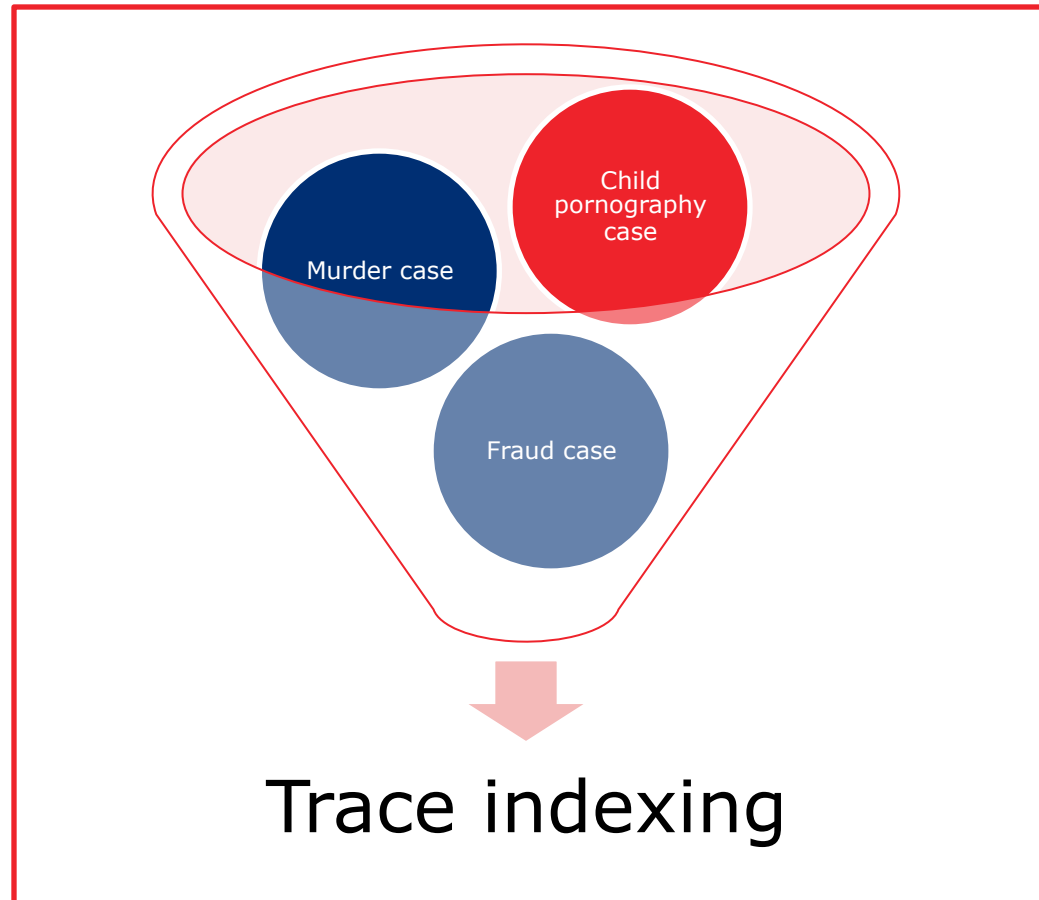 Child
pornography
case
Murder case
Fraud case
Trace indexing